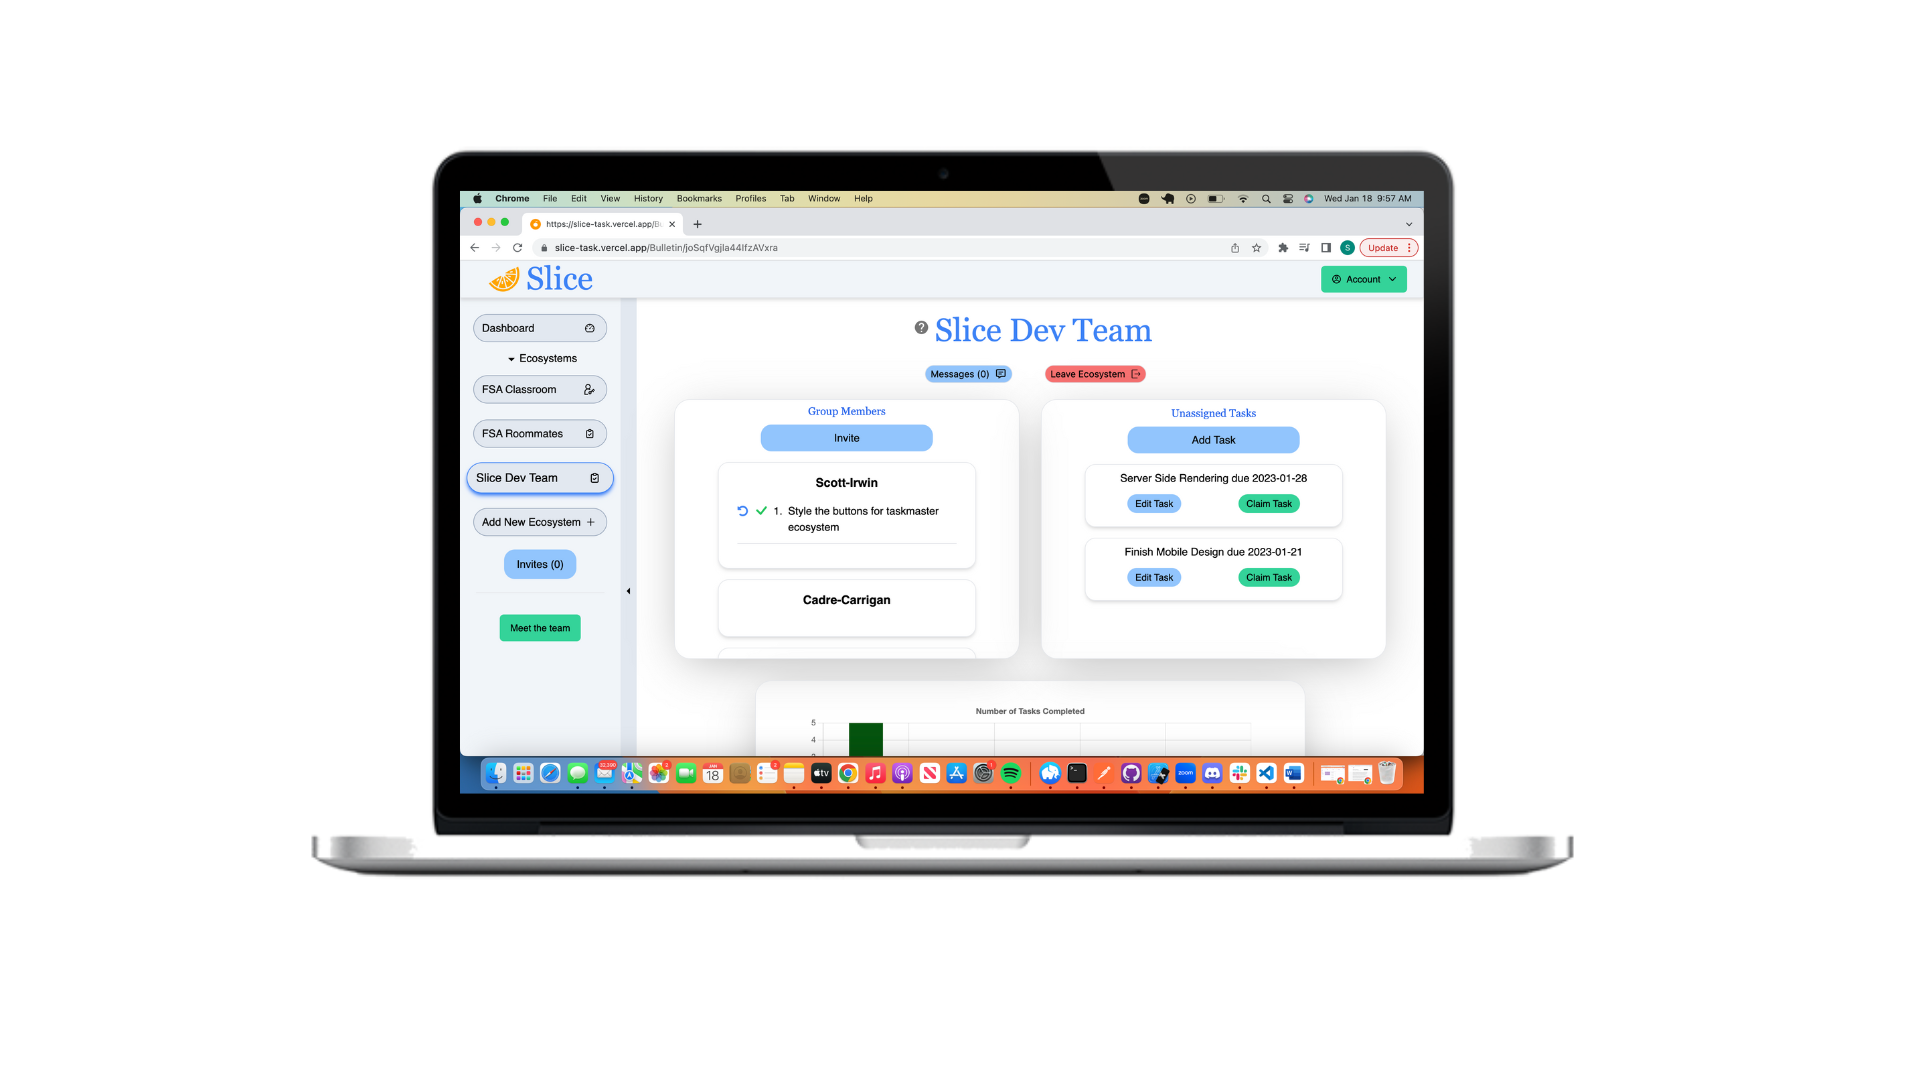 Chrome File Edit View History Bookmarks Profiles Tab Window Help Wed Jan 18 9:57 AM
https://slice-task.vercel.app/B
slice-task.vercel.app/Bulletin/joSqfVgjla44lfzAVxra
S
Update
Slice
Account
Dashboard
Ecosystems
FSA Classroom
FSA Roommates
Slice Dev Team
Add New Ecosystem +
Invites (0)
Meet the team
Slice Dev Team
Messages (0)
Leave Ecosystem
Group Members
Invite
Scott-Irwin
1. Style the buttons for taskmaster
ecosystem
Cadre-Carrigan
Unassigned Tasks
Add Task
Server Side Rendering due 2023-01-28
Edit Task Claim Task
Finish Mobile Design due 2023-01-21
Edit Task Claim Task
Number of Tasks Completed
5
4
JAN
18
tv
zoom
W